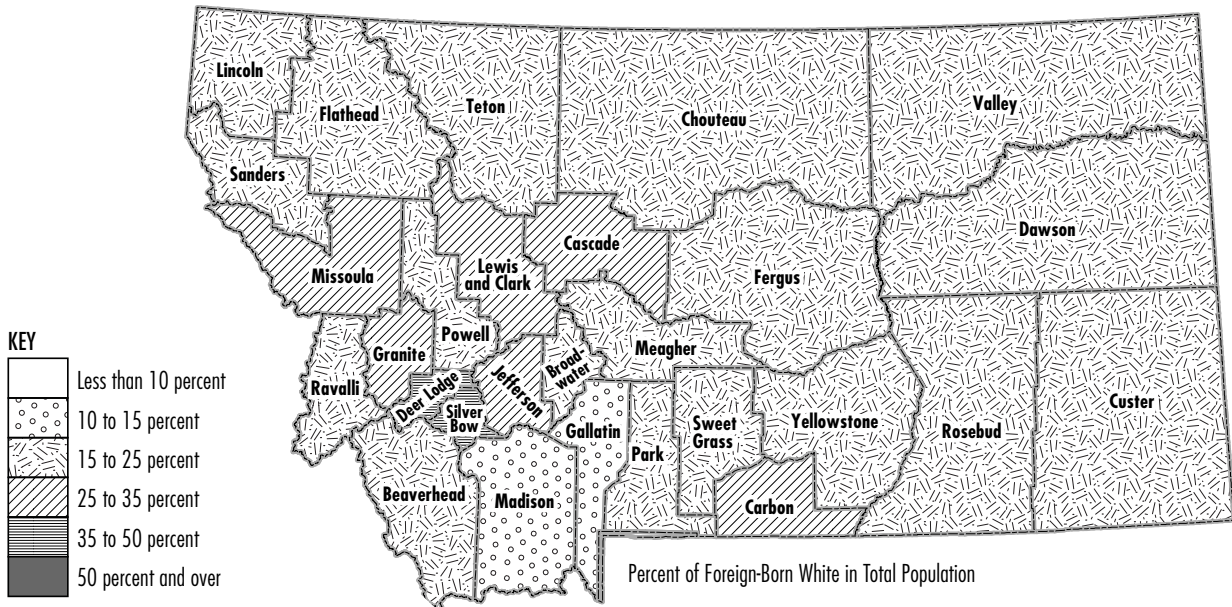 Lincoln
Flathead
Teton
Chouteau
Valley
Sanders
Dawson
Missoula
Lewis
and Clark
Cascade
Fergus
Powell
Granite
Ravalli
Deer Lodge
Silver
Bow
Jefferson
Broad-
water
Meagher
Gallatin
Park
Sweet
Grass
Yellowstone
Rosebud
Custer
Beaverhead
Madison
Carbon
KEY
Less than 10 percent
10 to 15 percent
15 to 25 percent
25 to 35 percent
35 to 50 percent
50 percent and over
Percent of Foreign-Born White in Total Population